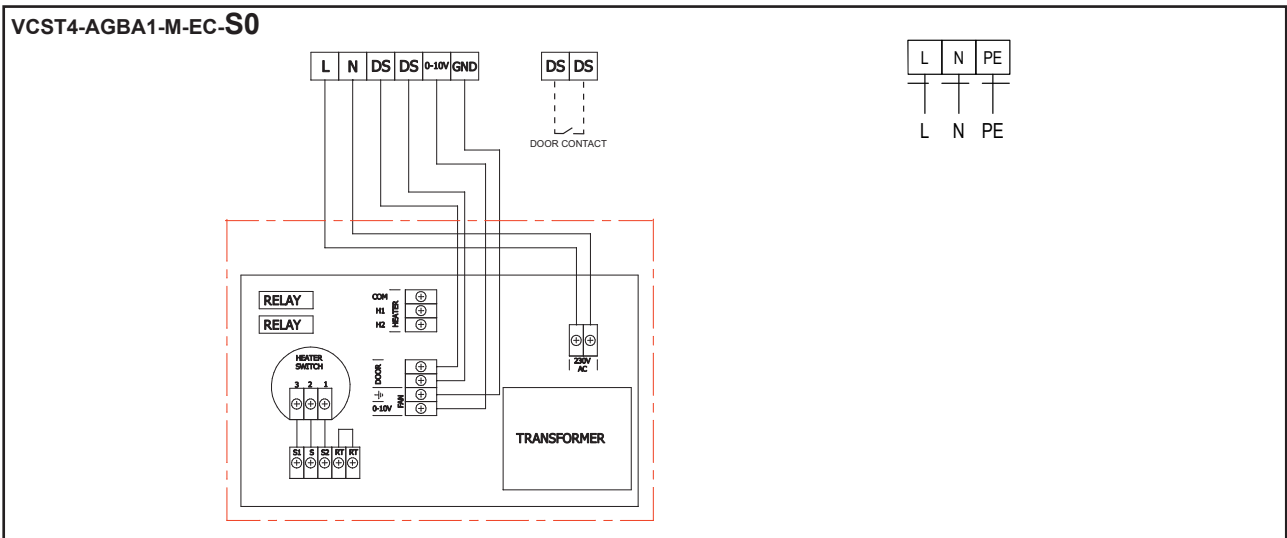 VCST4-AGBA1-M-EC-S0
L N DS DS 0-10V GND
DS DS
DOOR CONTACT
L N PE
L N PE
RELAY
RELAY
COM
H1
H2
HEATER
HEATER
SWITCH
3 2 1
DOOR
FAN
0-10V
S1 S S2 RT RT
230V
AC
TRANSFORMER